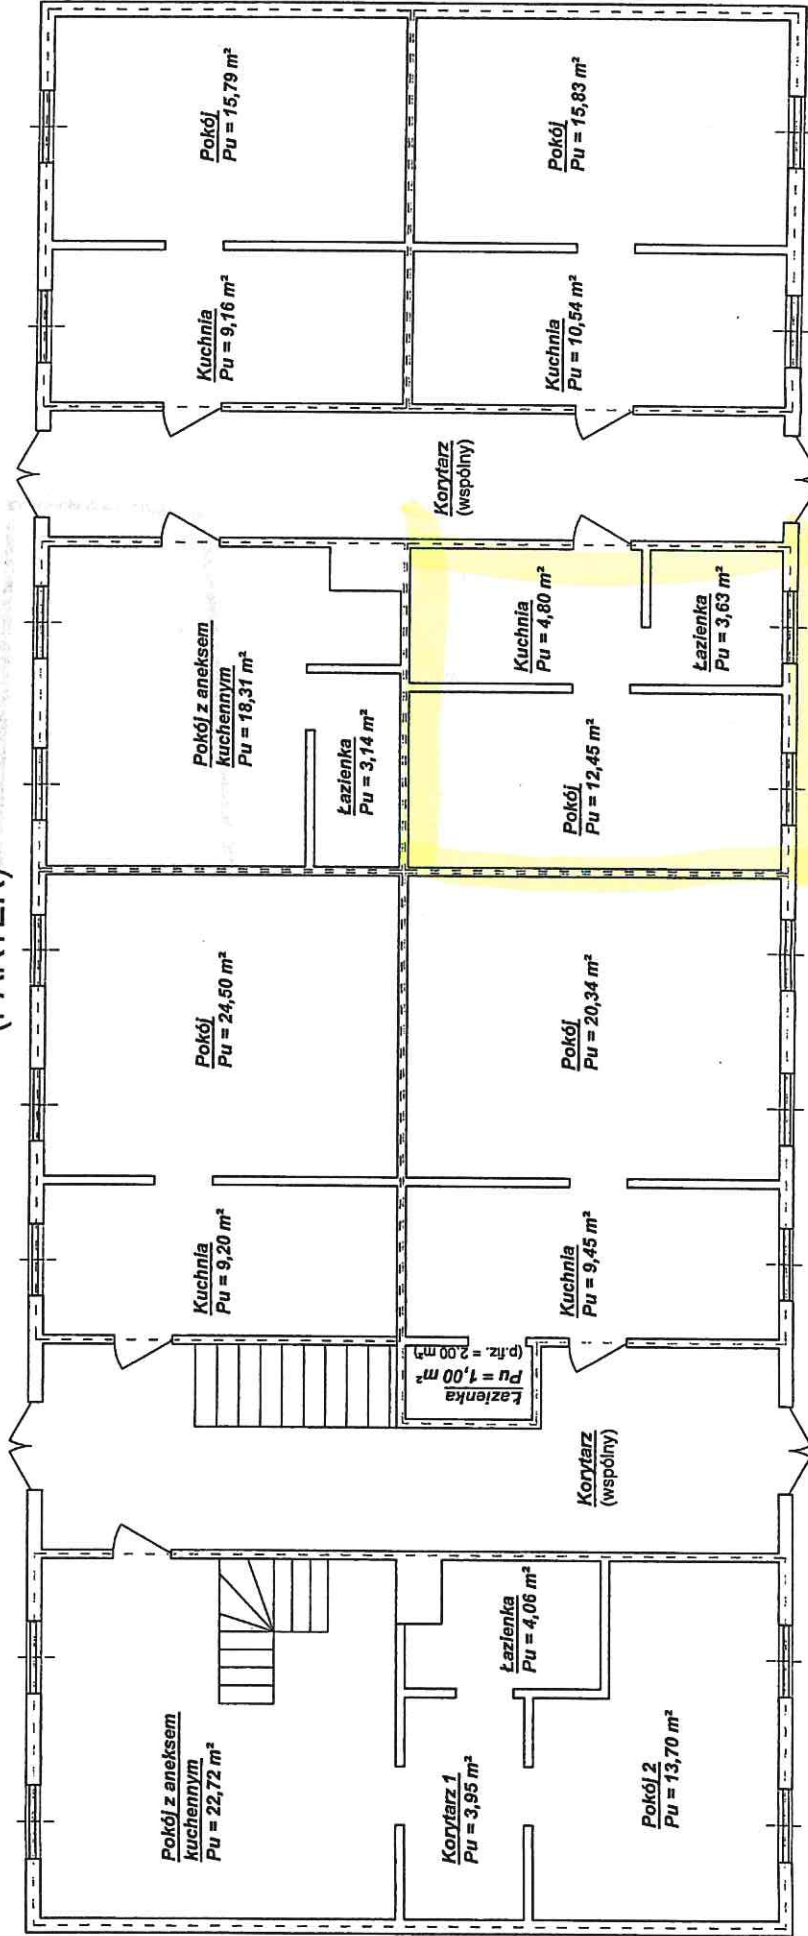 (PARTER)
Pokój z aneksem
kuchennym
Pu = 22,72 m²
Kuchnia
Pu = 9,20 m²
Pokój
Pu = 24,50 m²
Pokój z aneksem
kuchennym
Pu = 18,31 m²
Łazienka
Pu = 3,14 m²
Kuchnia
Pu = 9,16 m²
Pokój
Pu = 15,79 m²
Korytarz 1
Pu = 3,95 m²
Łazienka
Pu = 4,06 m²
Pokój 2
Pu = 13,70 m²
Korytarz
(wspólny)
Łazienka
Pu = 1,00 m²
(p.fiz. = 2,00 m²)
Kuchnia
Pu = 9,45 m²
Pokój
Pu = 20,34 m²
Pokój
Pu = 12,45 m²
Kuchnia
Pu = 4,80 m²
Łazienka
Pu = 3,63 m²
Korytarz
(wspólny)
Kuchnia
Pu = 10,54 m²
Pokój
Pu = 15,83 m²